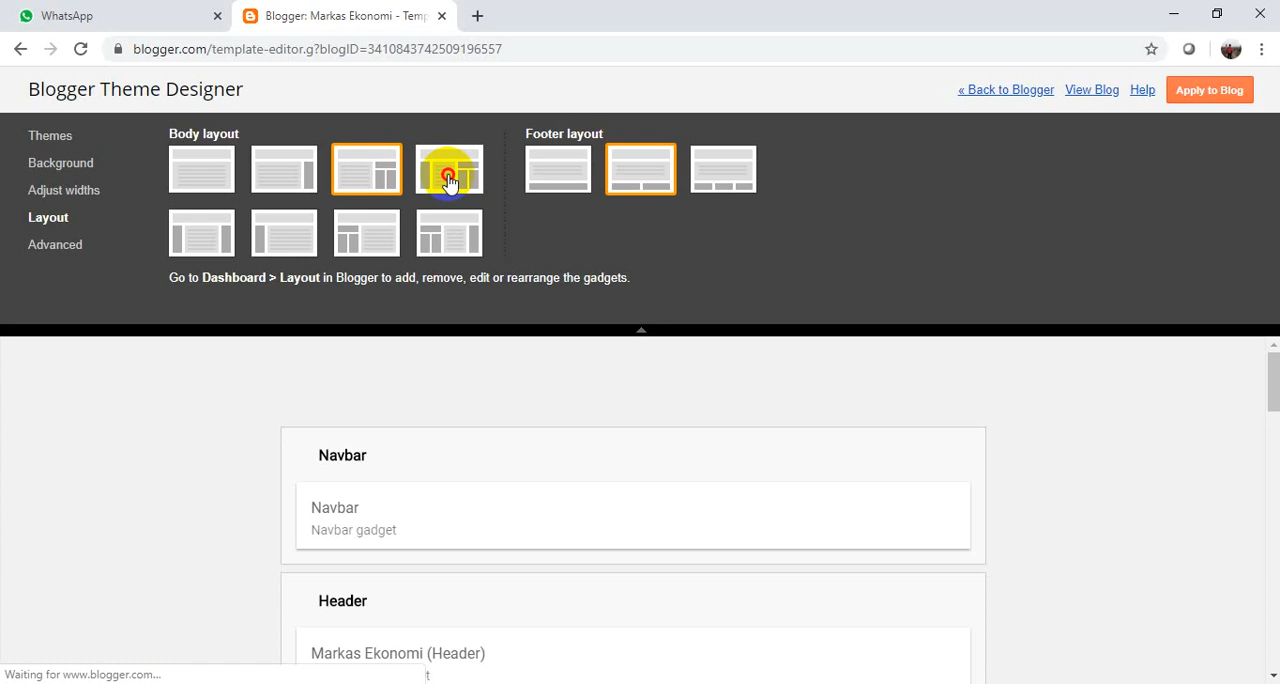 WhatsApp
Blogger: Markas Ekonomi - Temp
blogger.com/template-editor.g?blogID=3410843742509196557
Blogger Theme Designer
« Back to Blogger
View Blog
Help
Apply to Blog
Themes
Background
Adjust widths
Layout
Advanced
Body layout
Footer layout
Go to Dashboard > Layout in Blogger to add, remove, edit or rearrange the gadgets.
Navbar
Navbar
Navbar gadget
Header
Markas Ekonomi (Header)
Waiting for www.blogger.com...